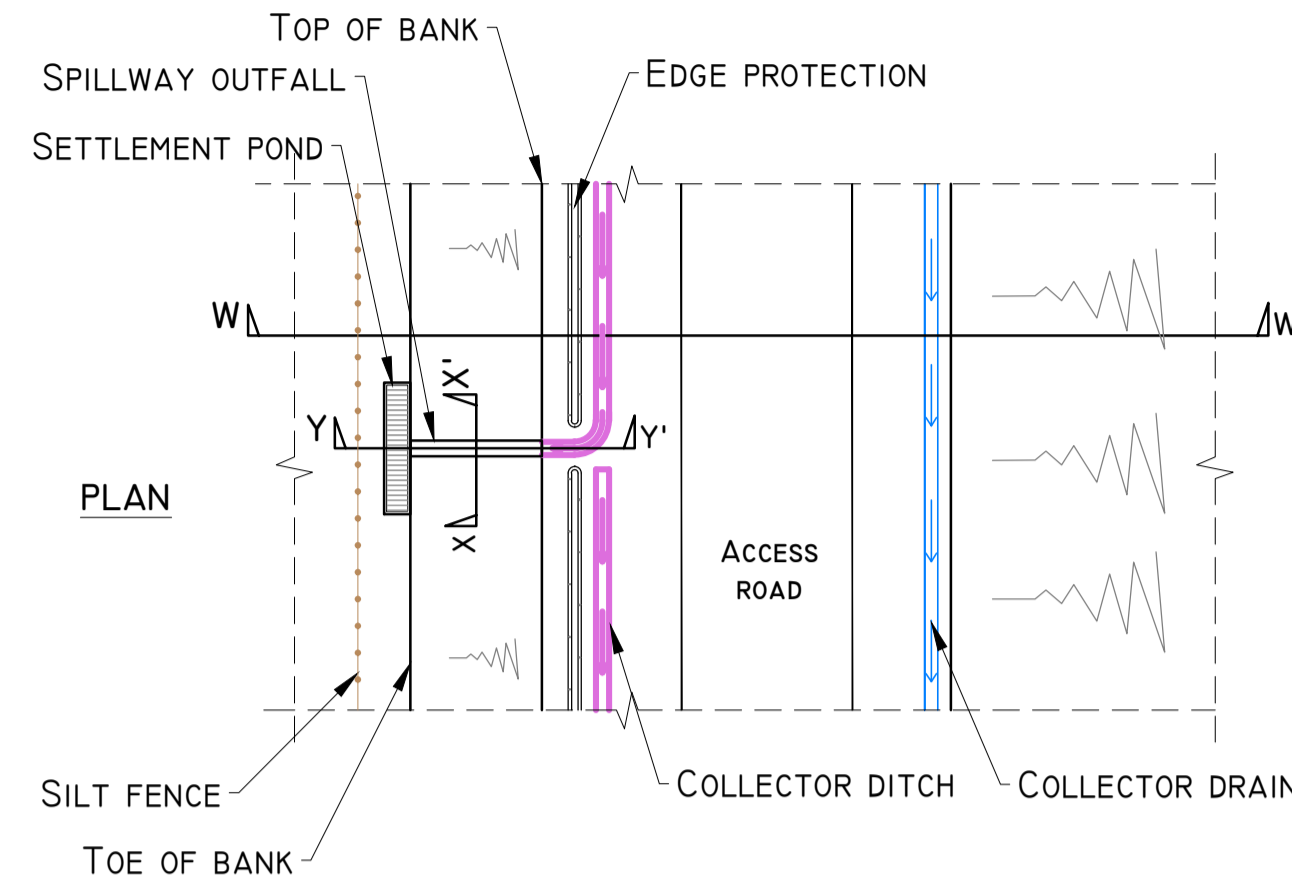 TOP OF BANK
SPILLWAY OUTFALL
EDGE PROTECTION
SETTLEMENT POND
W
W
X'
Y
Y'
PLAN
X
ACCESS
ROAD
SILT FENCE
COLLECTOR DITCH
COLLECTOR DRAIN
TOE OF BANK